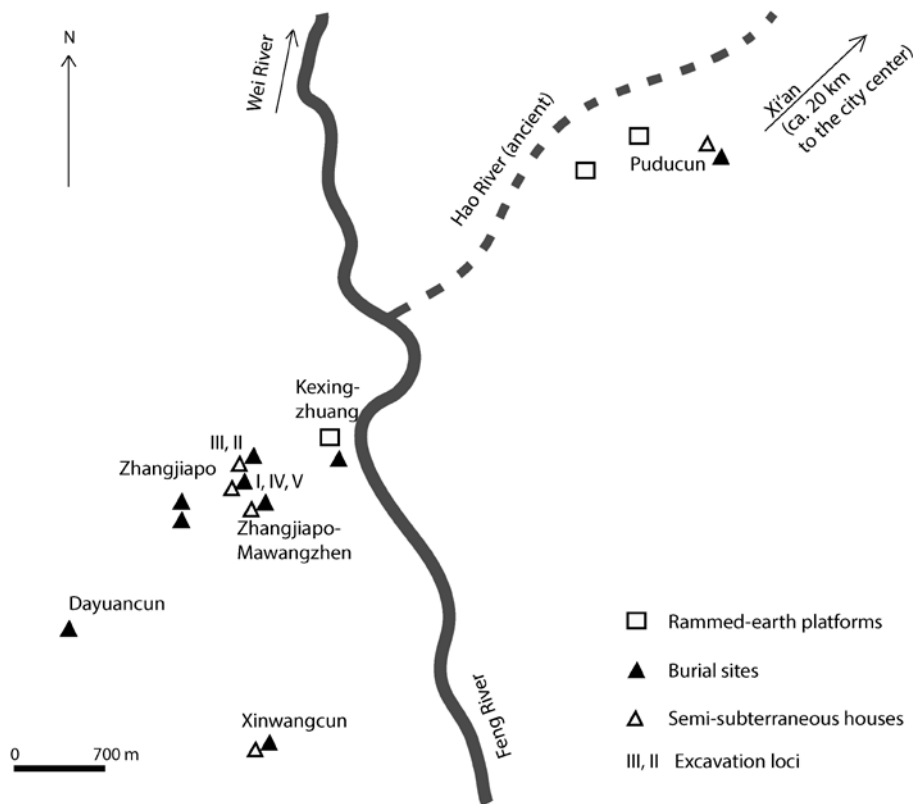 N
Wei River
Hao River (ancient)
Xi'an
(ca. 20 km
to the city center)
Puducun
Kexing-
zhuang
III, II
Zhangjiapo
I, IV, V
Zhangjiapo-
Mawangzhen
Dayuancun
Xinwangcun
Feng River
0 700 m
Rammed-earth platforms
Burial sites
Semi-subterraneous houses
III, II Excavation loci